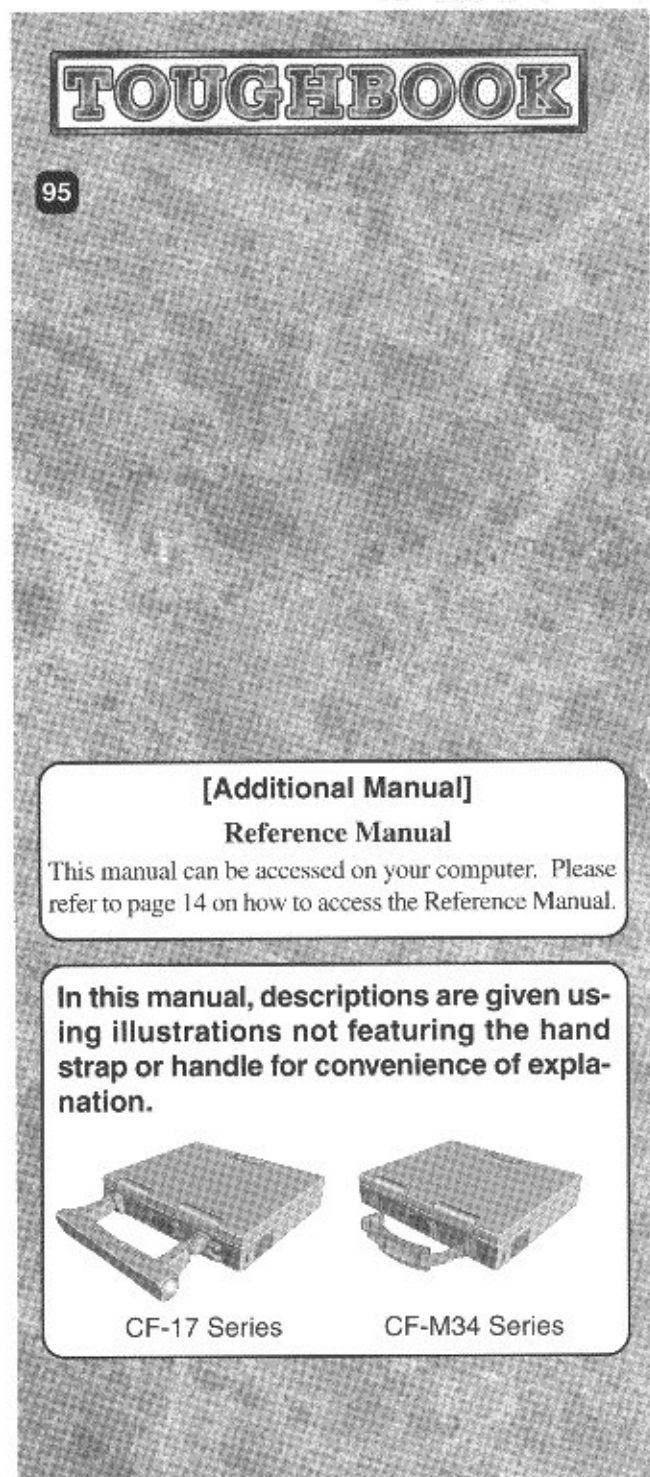 TOUGHBOOK
95
[Additional Manual]
Reference Manual
This manual can be accessed on your computer. Please
refer to page 14 on how to access the Reference Manual.
In this manual, descriptions are given us-
ing illustrations not featuring the hand
strap or handle for convenience of expla-
nation.
CF-17 Series
CF-M34 Series